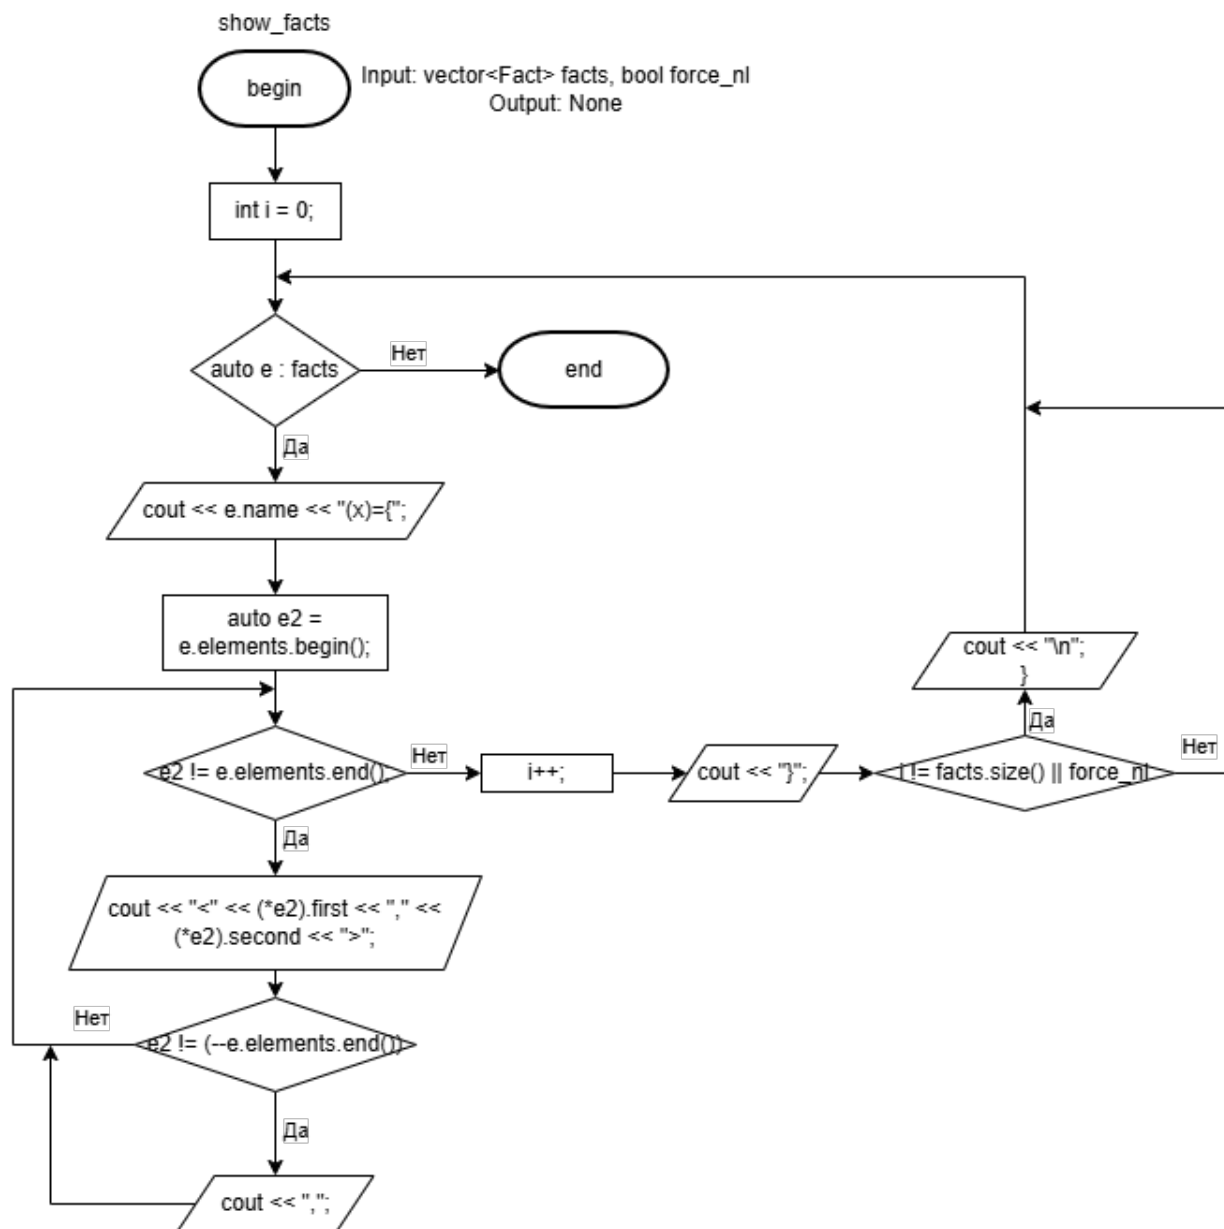 show_facts
begin
Input: vector<Fact> facts, bool force_nl
Output: None
int i = 0;
auto e : facts
Нет
end
Да
cout << e.name << "(x)={";
auto e2 =
e.elements.begin();
e2 != e.elements.end()
Нет
i++;
cout << "}";
i != facts.size() || force_nl
Нет
Да
cout << "\n";
}
Да
cout << "<" << (*e2).first << "," <<
(*e2).second << ">";
e2 != (--e.elements.end())
Нет
Да
cout << ",";